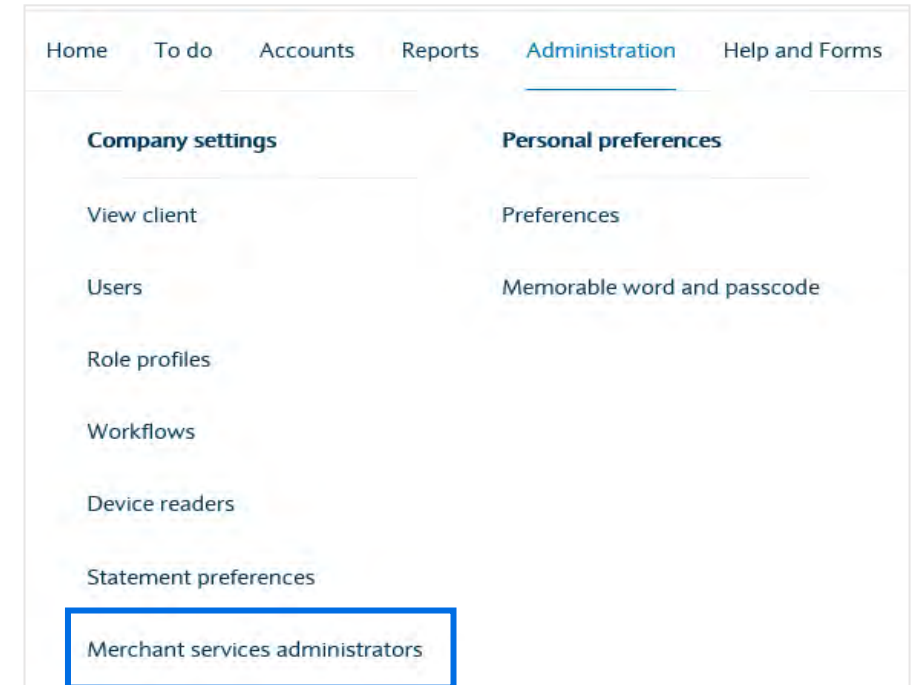 Home To do Accounts Reports Administration Help and Forms
Company settings
View client
Users
Role profiles
Workflows
Device readers
Statement preferences
Merchant services administrators
Personal preferences
Preferences
Memorable word and passcode